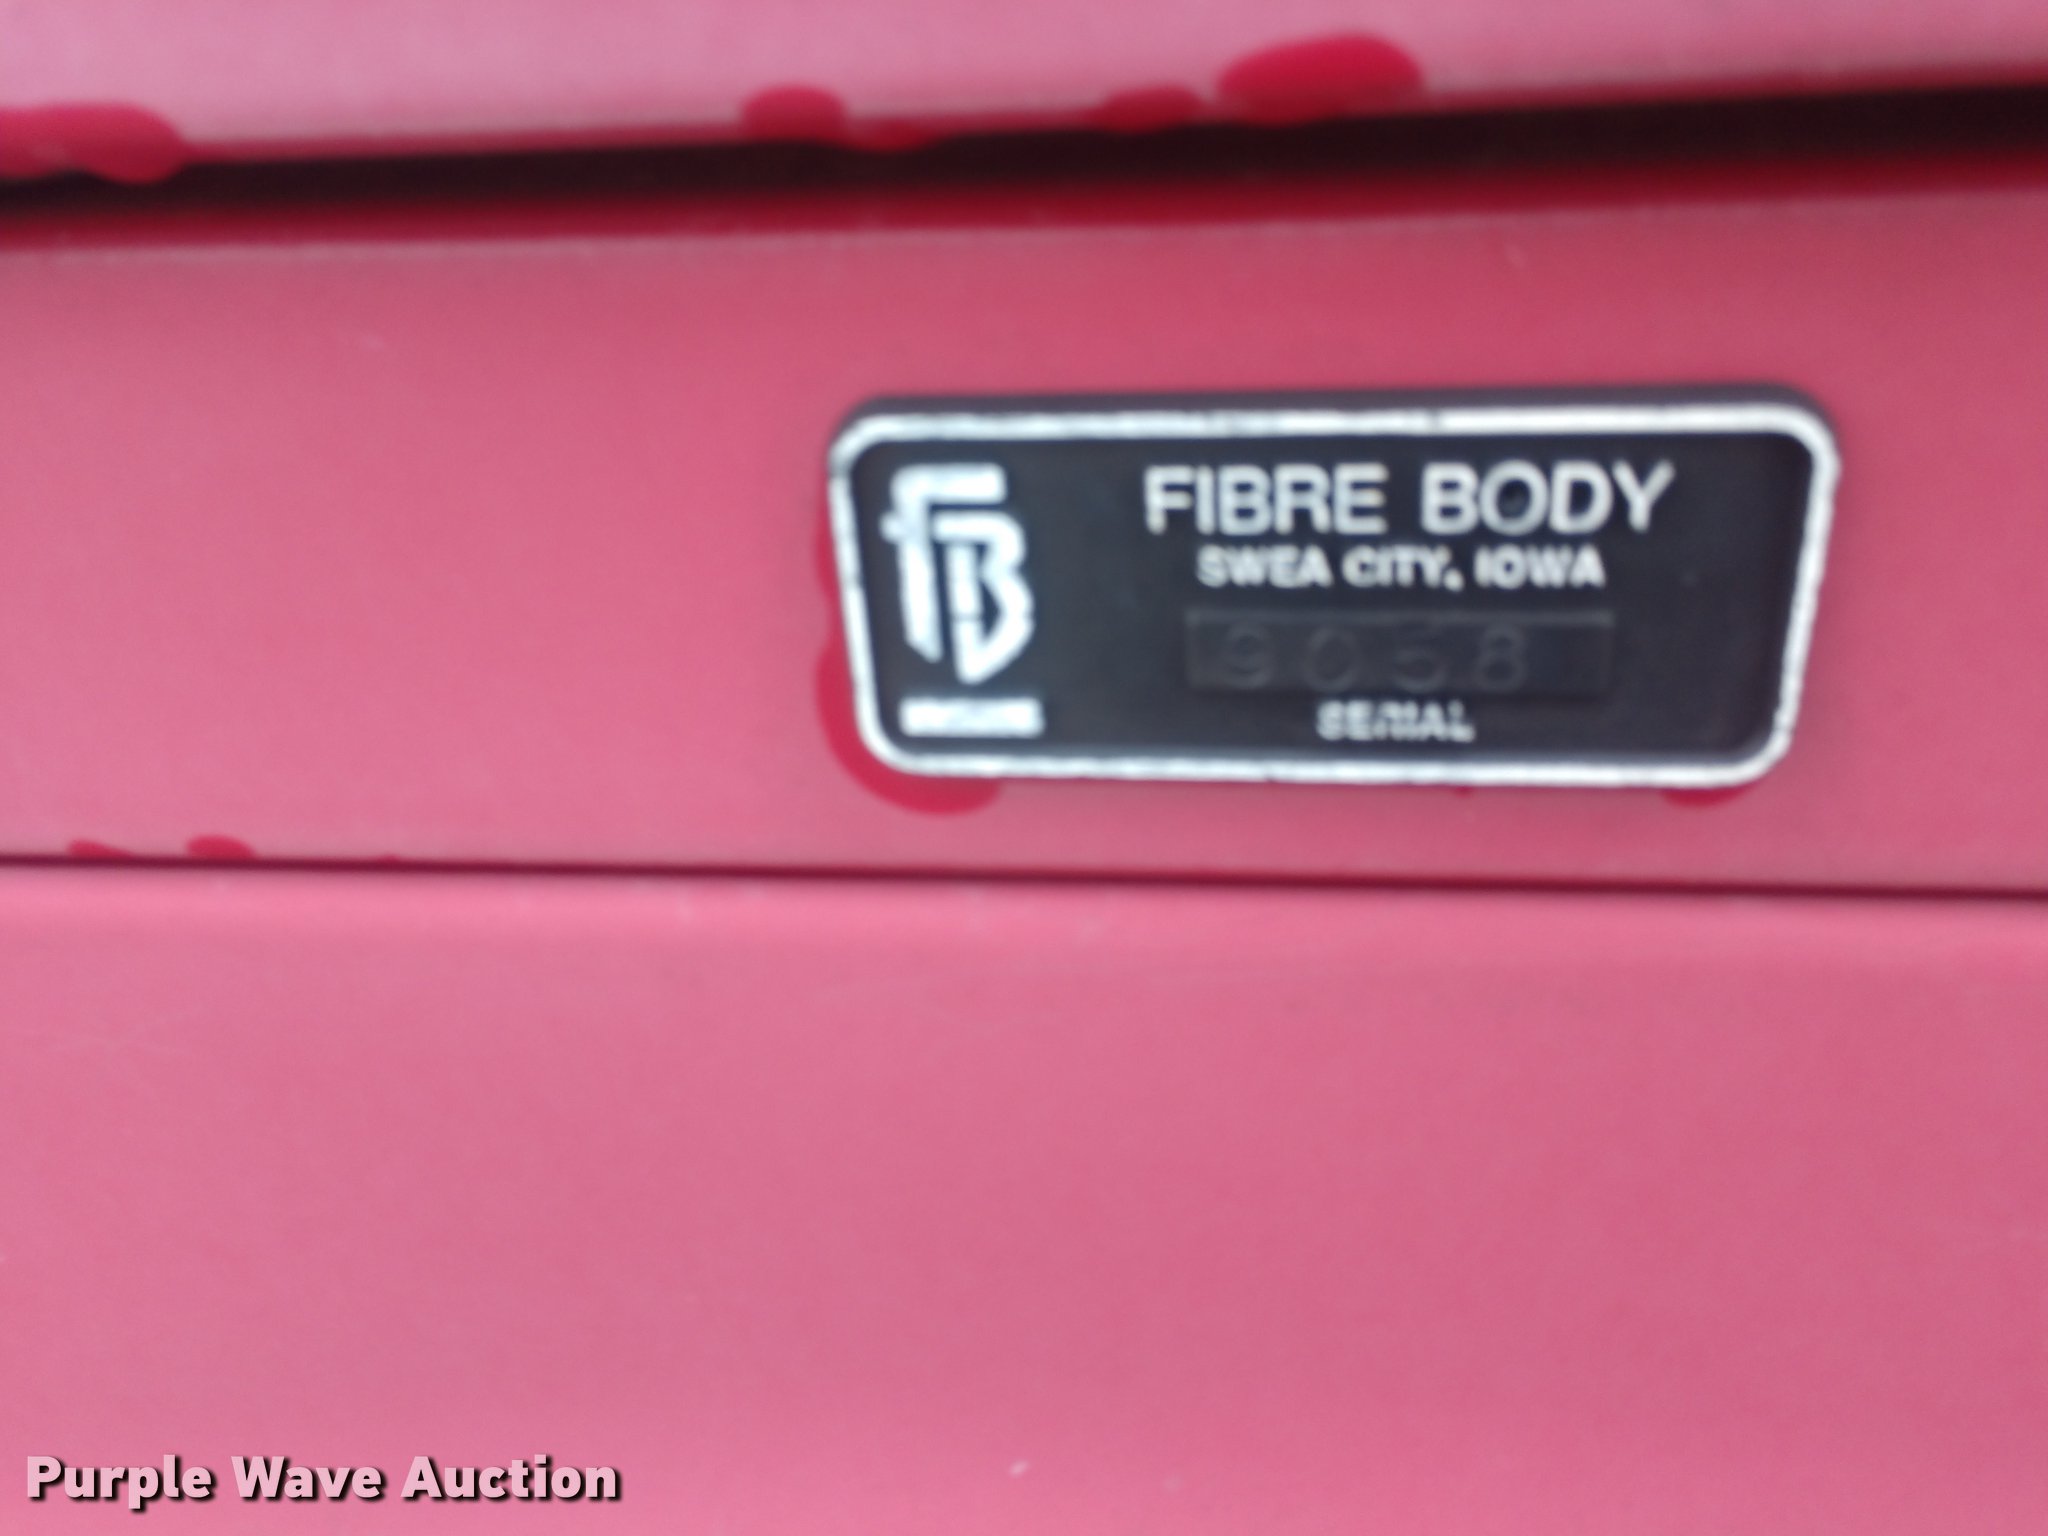 FB
FIBRE BODY
SWEA CITY, IOWA
9058
SERIAL
Purple Wave Auction